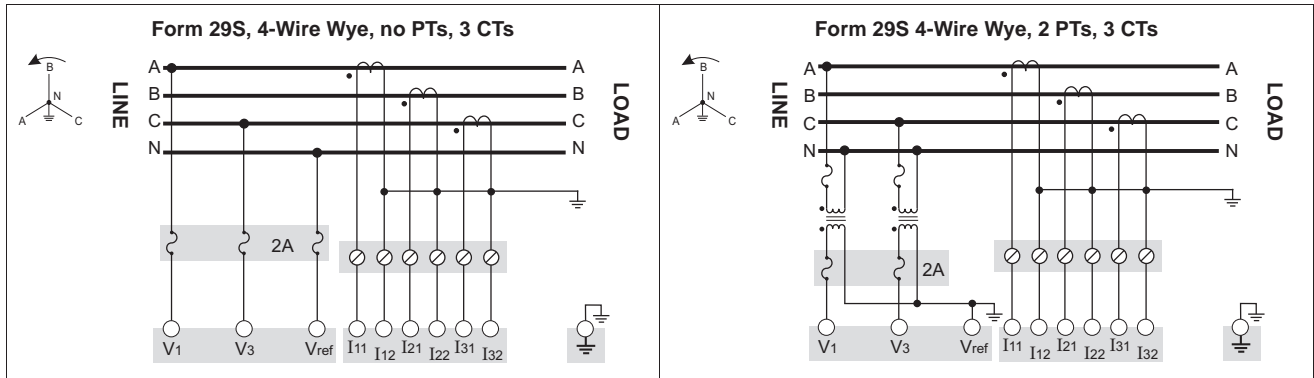 Form 29S, 4-Wire Wye, no PTs, 3 CTs
B
N
A
C
LINE
A
B
C
N
A
B
C
N
LOAD
2A
V1
V3
Vref
I11
I12
I21
I22
I31
I32
Form 29S 4-Wire Wye, 2 PTs, 3 CTs
B
N
A
C
LINE
A
B
C
N
A
B
C
N
LOAD
2A
V1
V3
Vref
I11
I12
I21
I22
I31
I32